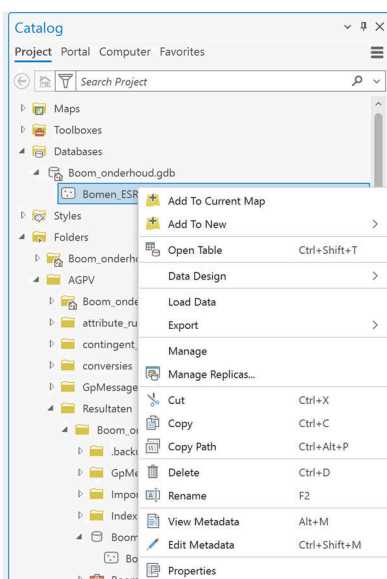 Catalog
Project Portal Computer Favorites
Search Project
Maps
Toolboxes
Databases
Boom_onderhoud.gdb
Bomen_ESR
Add To Current Map
Styles
Add To New
Folders
Open Table Ctrl+Shift+T
Boom_onderho
AGPV
Data Design
Boom_onde
Load Data
attribute_ru
Export
contingent_
Manage
conversies
Manage Replicas...
GpMessage
Cut Ctrl+X
Resultaten
Copy Ctrl+C
Boom_on
Copy Path Ctrl+Alt+P
.backu
Delete Ctrl+D
GpMe
Rename F2
Impor
Index
View Metadata Alt+M
Boom
Edit Metadata Ctrl+Shift+M
Bo
Properties